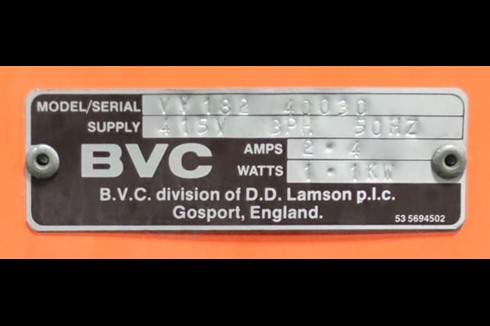 MODEL/SERIAL VV182 40030
SUPPLY 415V 3PH 50HZ
BVC AMPS 2·4
WATTS 1·1KW
B.V.C. division of D.D. Lamson p.l.c.
Gosport, England.
53 5694502